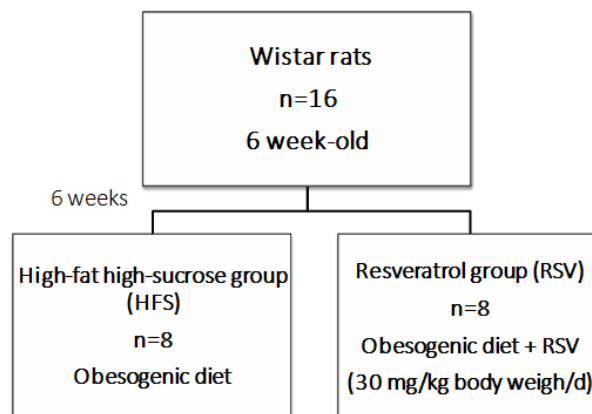 Wistar rats
n=16
6 week-old
6 weeks
High-fat high-sucrose group
(HFS)
n=8
Obesogenic diet
Resveratrol group (RSV)
n=8
Obesogenic diet + RSV
(30 mg/kg body weigh/d)